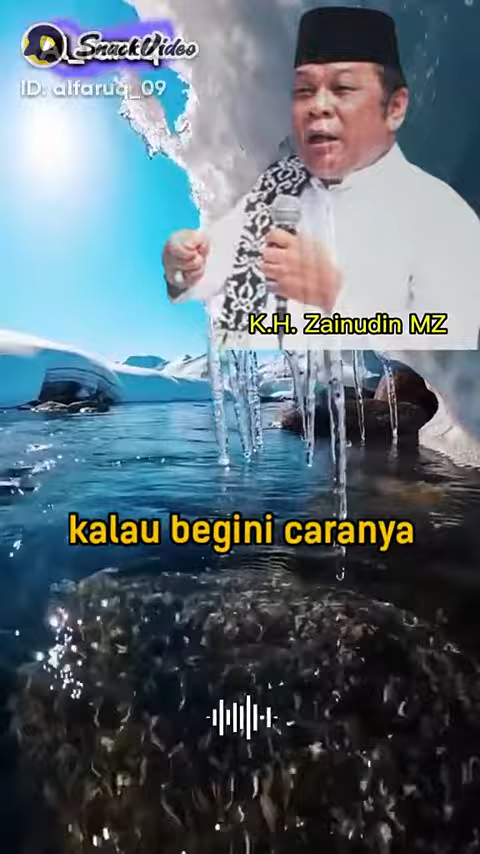 SnackVideo
ID: alfaruq_09
K.H. Zainudin MZ
kalau begini caranya